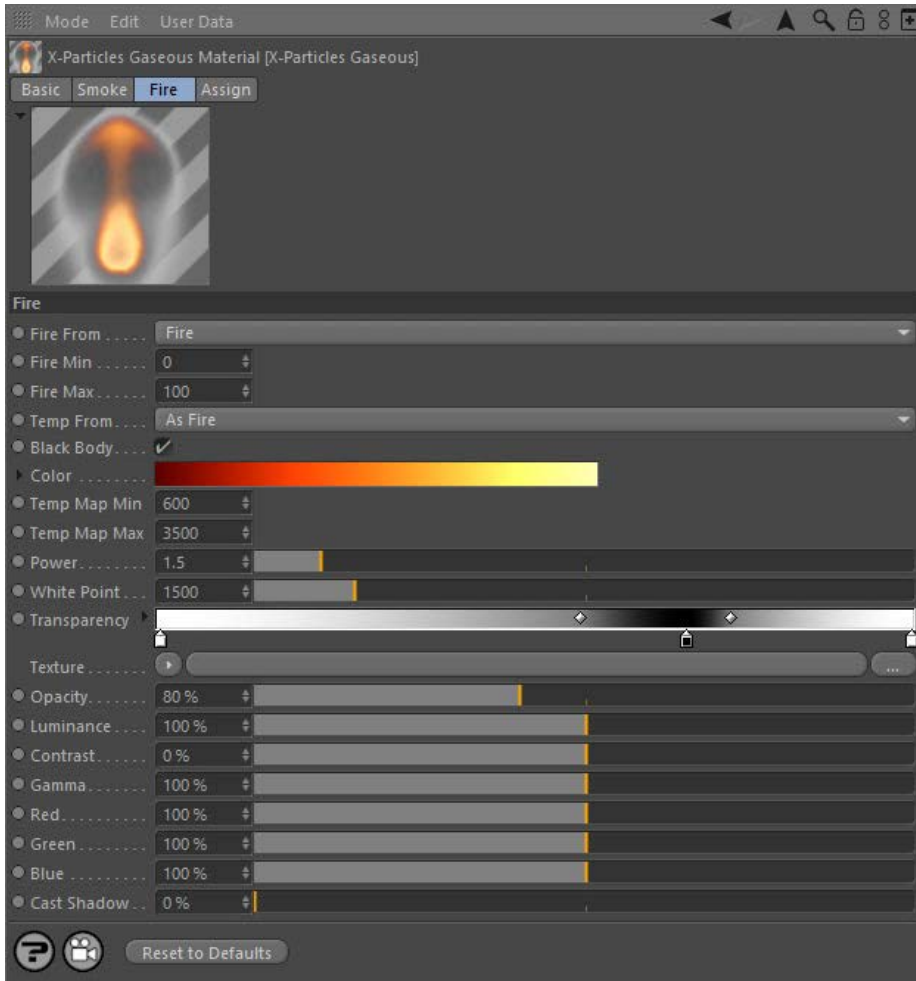 Mode Edit User Data
X-Particles Gaseous Material [X-Particles Gaseous]
Basic Smoke Fire Assign
Fire
Fire From ..... Fire
Fire Min ...... 0
Fire Max ...... 100
Temp From .... As Fire
Black Body ....
Color ........
Temp Map Min 600
Temp Map Max 3500
Power ........ 1.5
White Point ... 1500
Transparency
Texture ....... ...
Opacity ....... 80 %
Luminance .... 100 %
Contrast ...... 0 %
Gamma ....... 100 %
Red .......... 100 %
Green ........ 100 %
Blue ......... 100 %
Cast Shadow .. 0 %
? Reset to Defaults